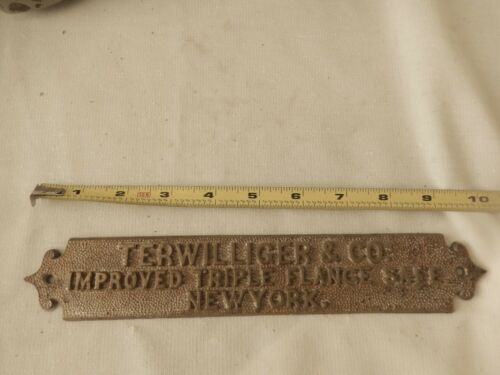 1 2 3 4 5 6 7 8 9 10
TERWILLIGER & CO.
IMPROVED TRIPLE FLANGE SAFE
NEW YORK.